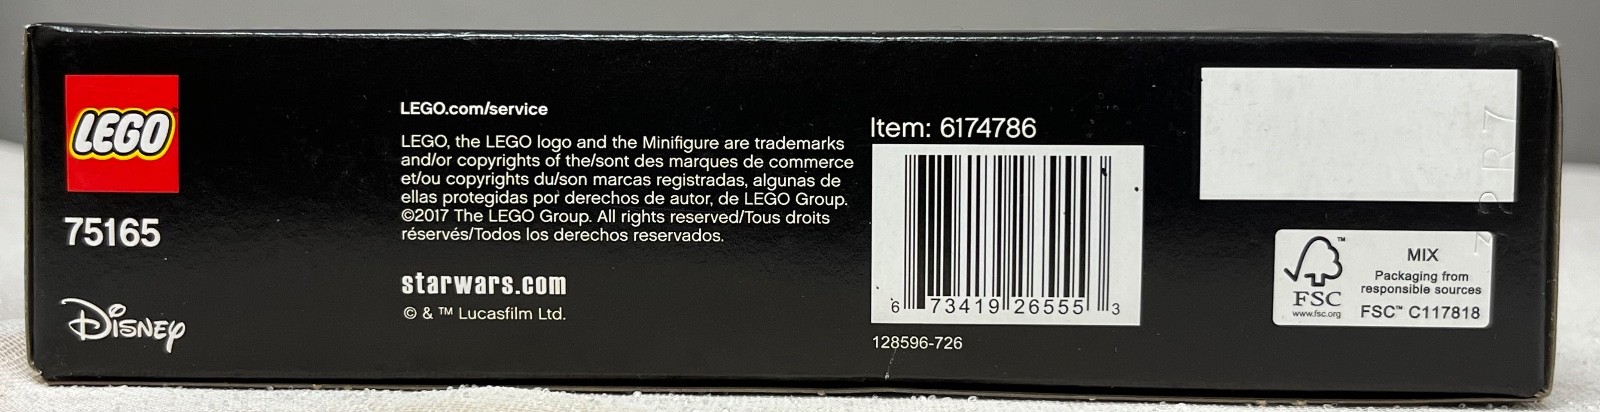 LEGO
75165
Disney
LEGO.com/service
LEGO, the LEGO logo and the Minifigure are trademarks
and/or copyrights of the/sont des marques de commerce
et/ou copyrights du/son marcas registradas, algunas de
ellas protegidas por derechos de autor, de LEGO Group.
©2017 The LEGO Group. All rights reserved/Tous droits
réservés/Todos los derechos reservados.
starwars.com
© & ™ Lucasfilm Ltd.
Item: 6174786
6 73419 26555 3
128596-726
FSC
www.fsc.org
MIX
Packaging from
responsible sources
FSC™ C117818